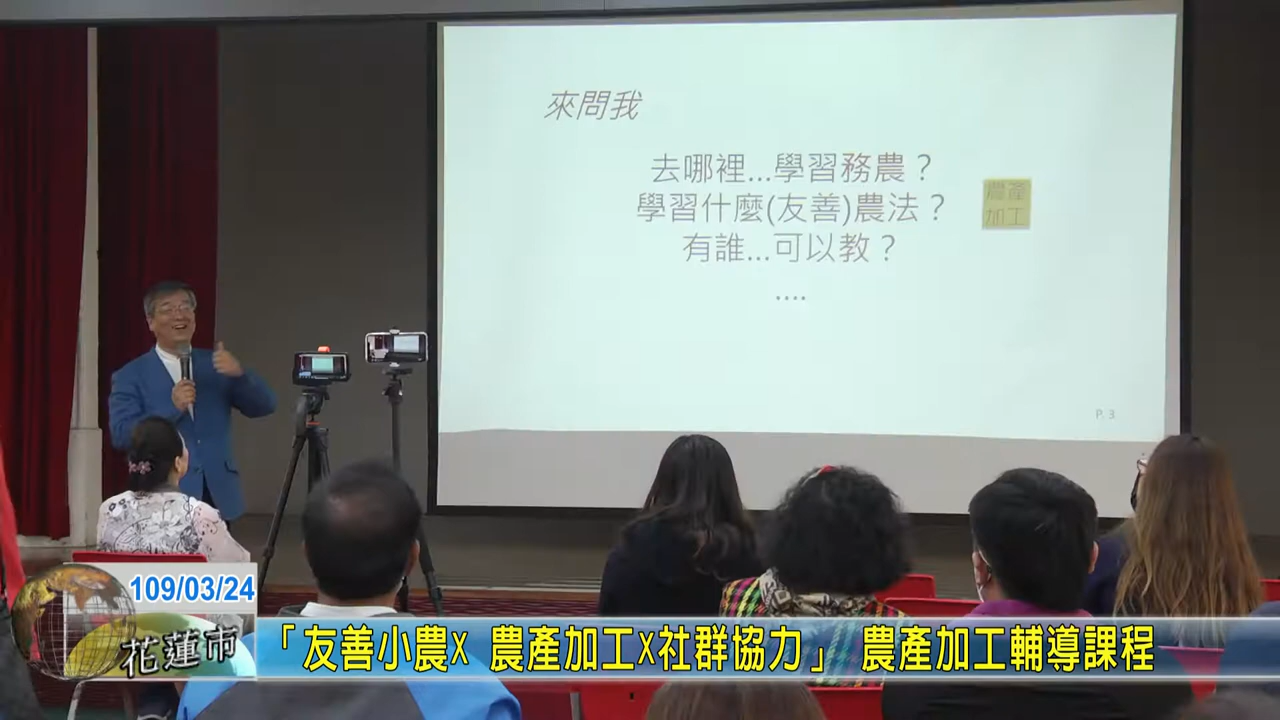 來問我
去哪裡...學習務農？
學習什麼(友善)農法？
有誰...可以教？
....
農產
加工
P. 3
109/03/24
花蓮市
「友善小農X 農產加工X社群協力」 農產加工輔導課程